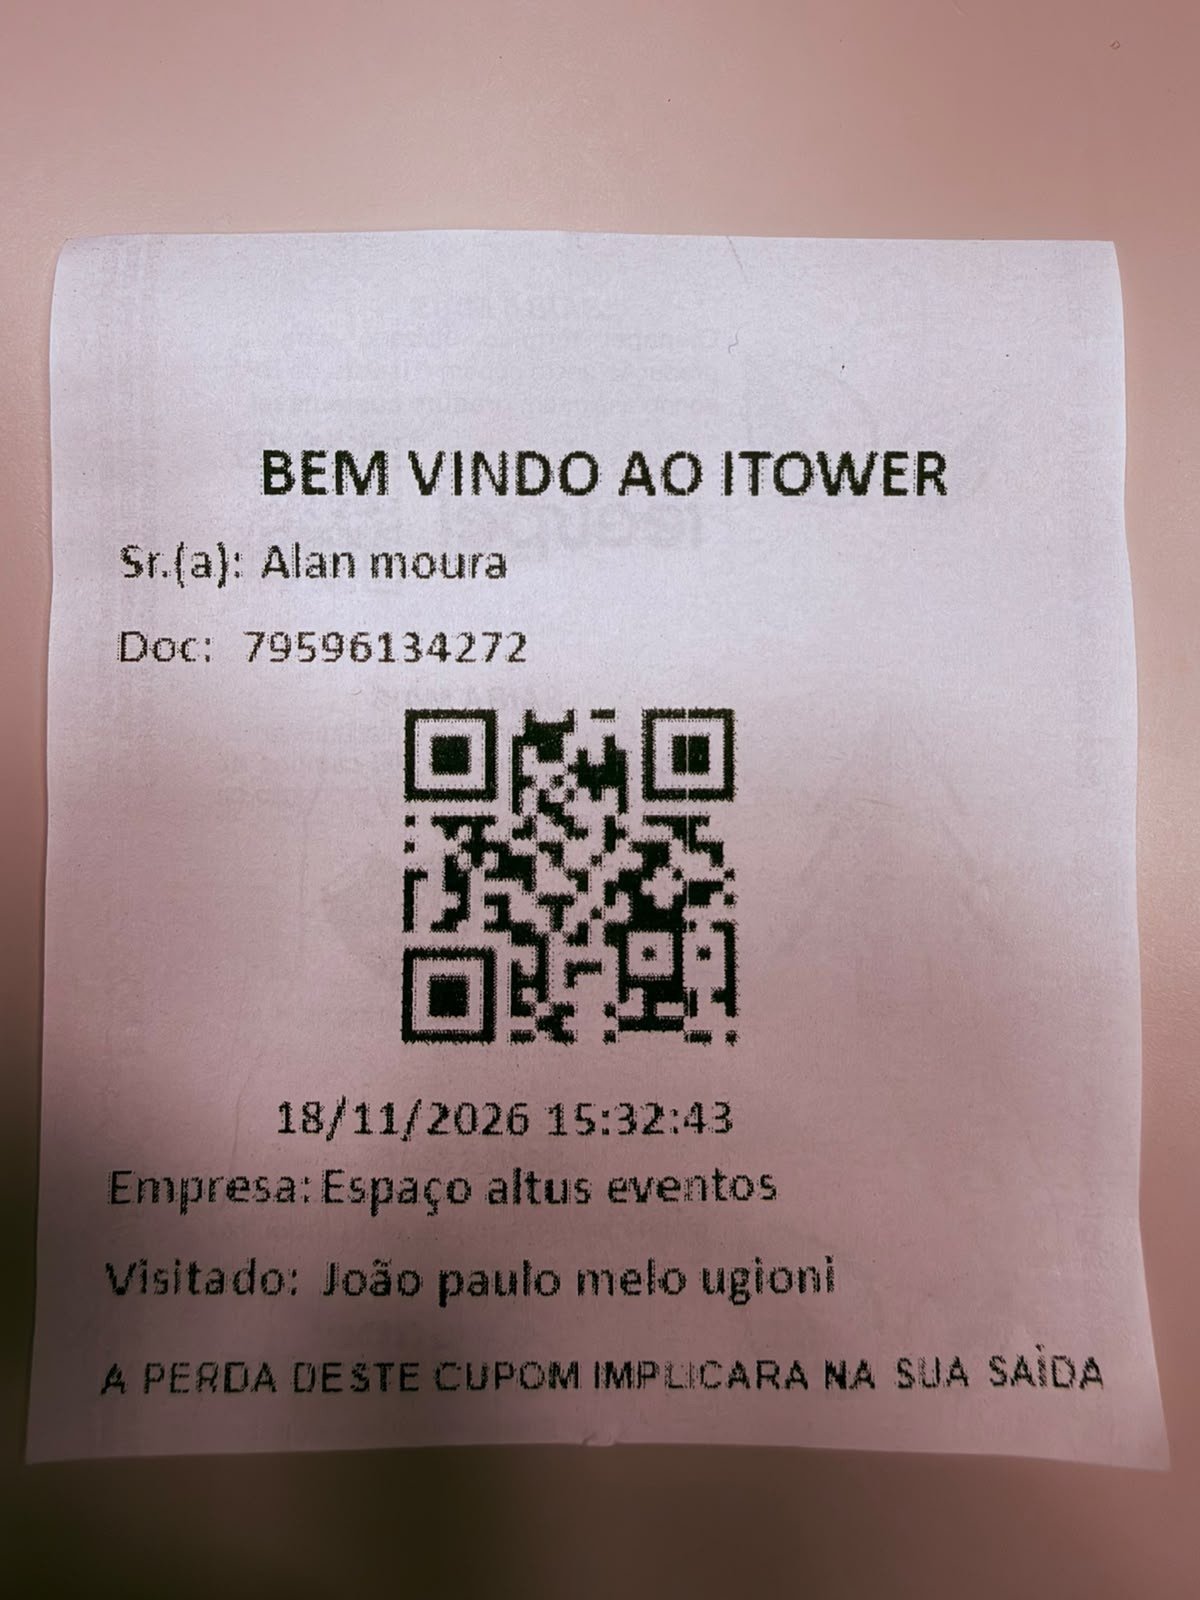 BEM VINDO AO ITOWER
Sr.(a): Alan moura
Doc: 79596134272
18/11/2026 15:32:43
Empresa: Espaço altus eventos
Visitado: João paulo melo ugioni
A PERDA DESTE CUPOM IMPLICARA NA SUA SAÍDA